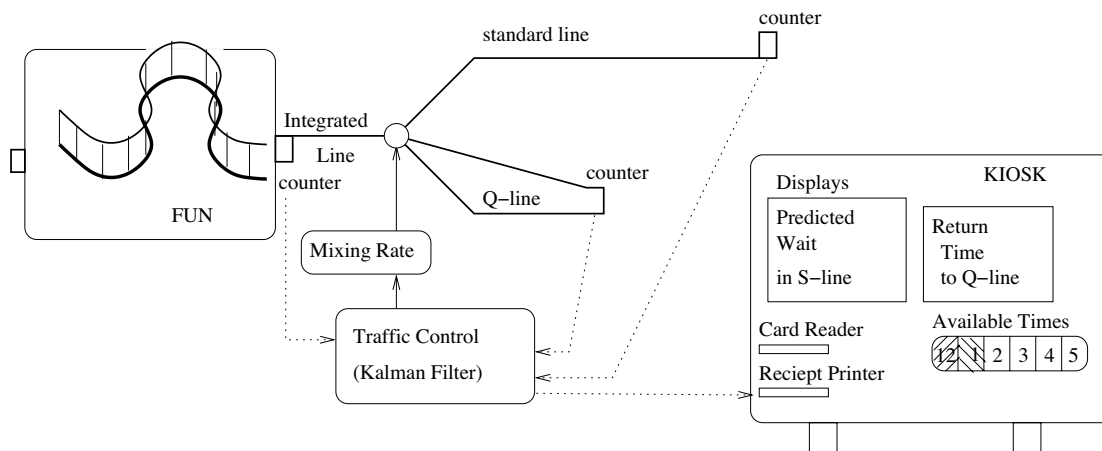 counter
standard line
Integrated
Line
counter
FUN
counter
Q-line
Mixing Rate
Traffic Control
(Kalman Filter)
KIOSK
Displays
Predicted
Wait
in S-line
Return
Time
to Q-line
Card Reader
Available Times
12 1 2 3 4 5
Reciept Printer